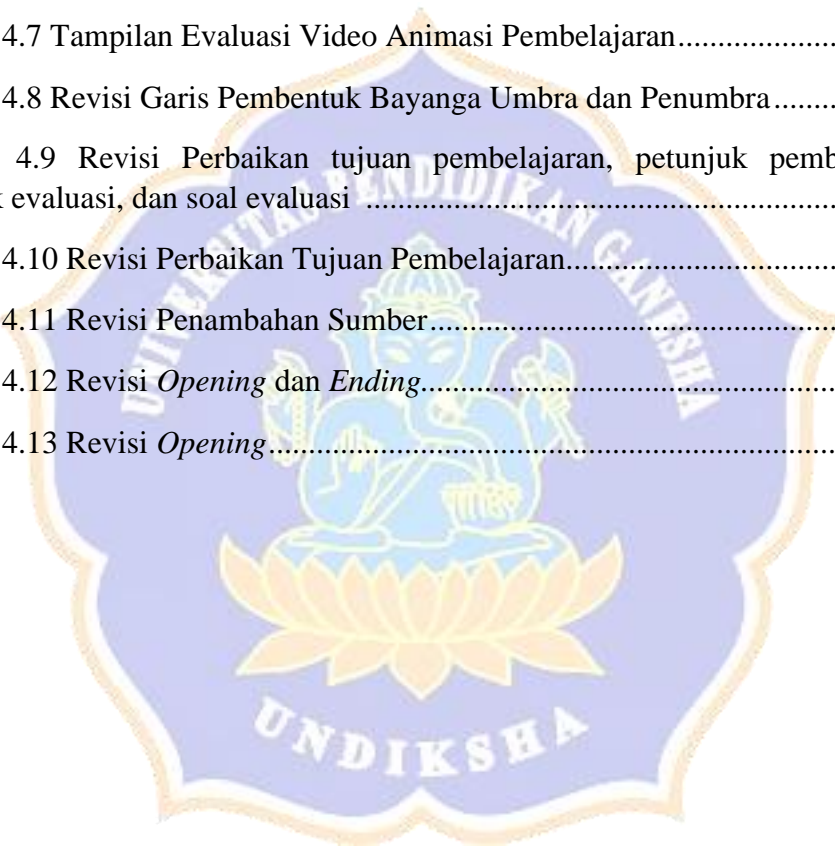 4.7 Tampilan Evaluasi Video Animasi Pembelajaran....................
4.8 Revisi Garis Pembentuk Bayanga Umbra dan Penumbra........
4.9 Revisi Perbaikan tujuan pembelajaran, petunjuk
evaluasi, dan soal evaluasi ............................................................
4.10 Revisi Perbaikan Tujuan Pembelajaran..................................
4.11 Revisi Penambahan Sumber...................................................
4.12 Revisi Opening dan Ending....................................................
4.13 Revisi Opening.......................................................................
UNIVERSITAS PENDIDIKAN GANESHA
UNDIKSHA